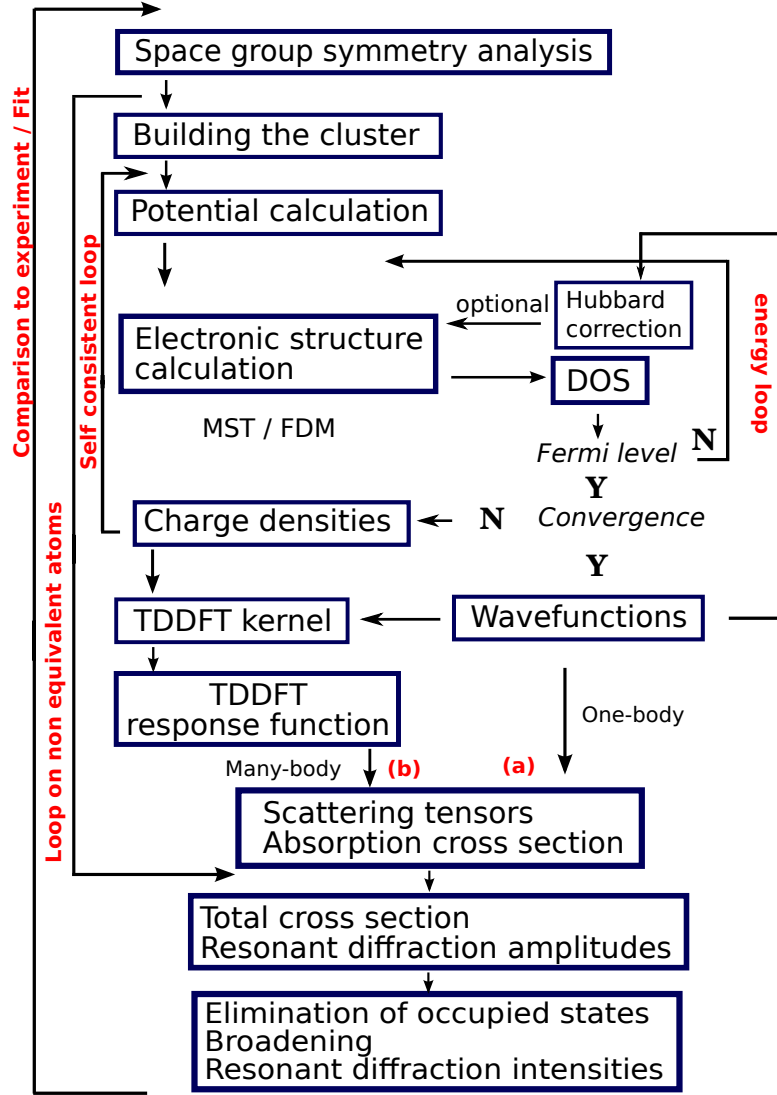 Space group symmetry analysis
Building the cluster
Potential calculation
optional
Hubbard
correction
Electronic structure
calculation
DOS
MST / FDM
Fermi level
N
Y
Charge densities
N
Convergence
Y
TDDFT kernel
Wavefunctions
TDDFT
response function
One-body
Many-body
(b)
(a)
Scattering tensors
Absorption cross section
Total cross section
Resonant diffraction amplitudes
Elimination of occupied states
Broadening
Resonant diffraction intensities
Comparison to experiment / Fit
Loop on non equivalent atoms
Self consistent loop
energy loop